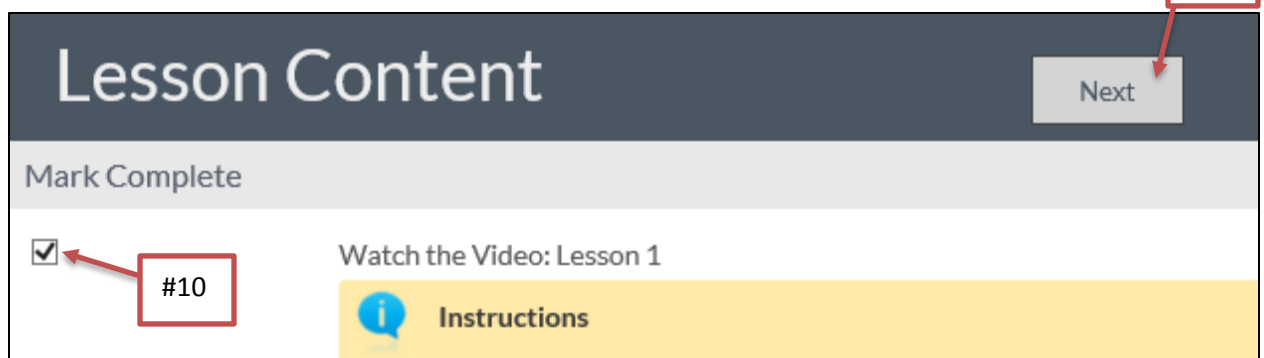 Lesson Content
Next
Mark Complete
Watch the Video: Lesson 1
#10
Instructions